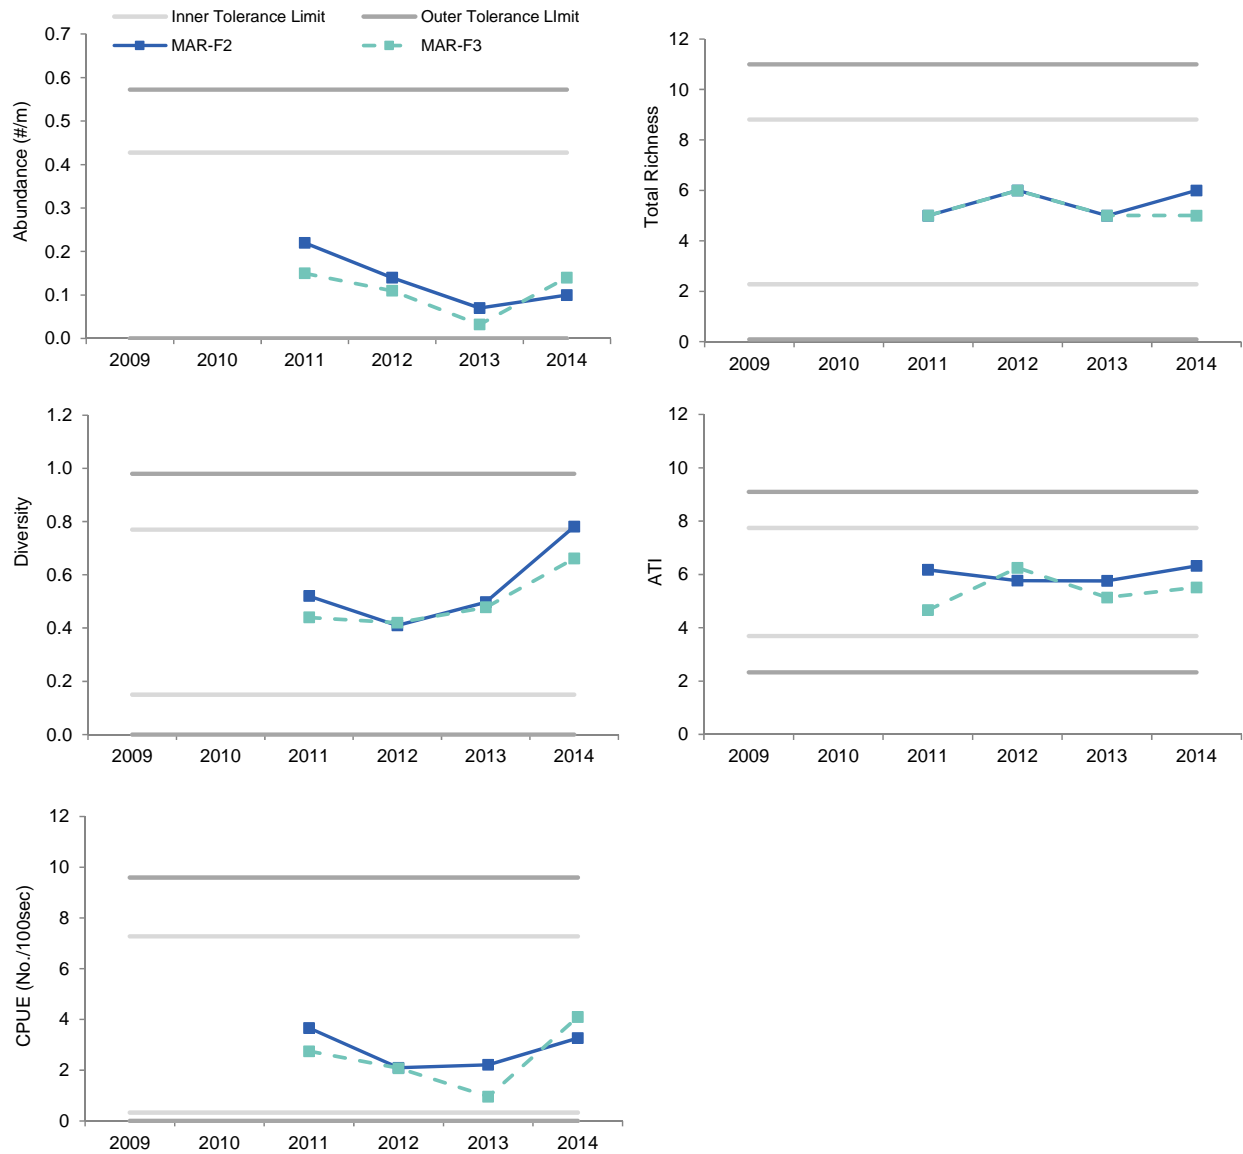 Inner Tolerance Limit
Outer Tolerance LImit
MAR-F2
MAR-F3
Abundance (#/m)
0.7
0.6
0.5
0.4
0.3
0.2
0.1
0.0
2009 2010 2011 2012 2013 2014
Total Richness
12
10
8
6
4
2
0
2009 2010 2011 2012 2013 2014
Diversity
1.2
1.0
0.8
0.6
0.4
0.2
0.0
2009 2010 2011 2012 2013 2014
ATI
12
10
8
6
4
2
0
2009 2010 2011 2012 2013 2014
CPUE (No./100sec)
12
10
8
6
4
2
0
2009 2010 2011 2012 2013 2014